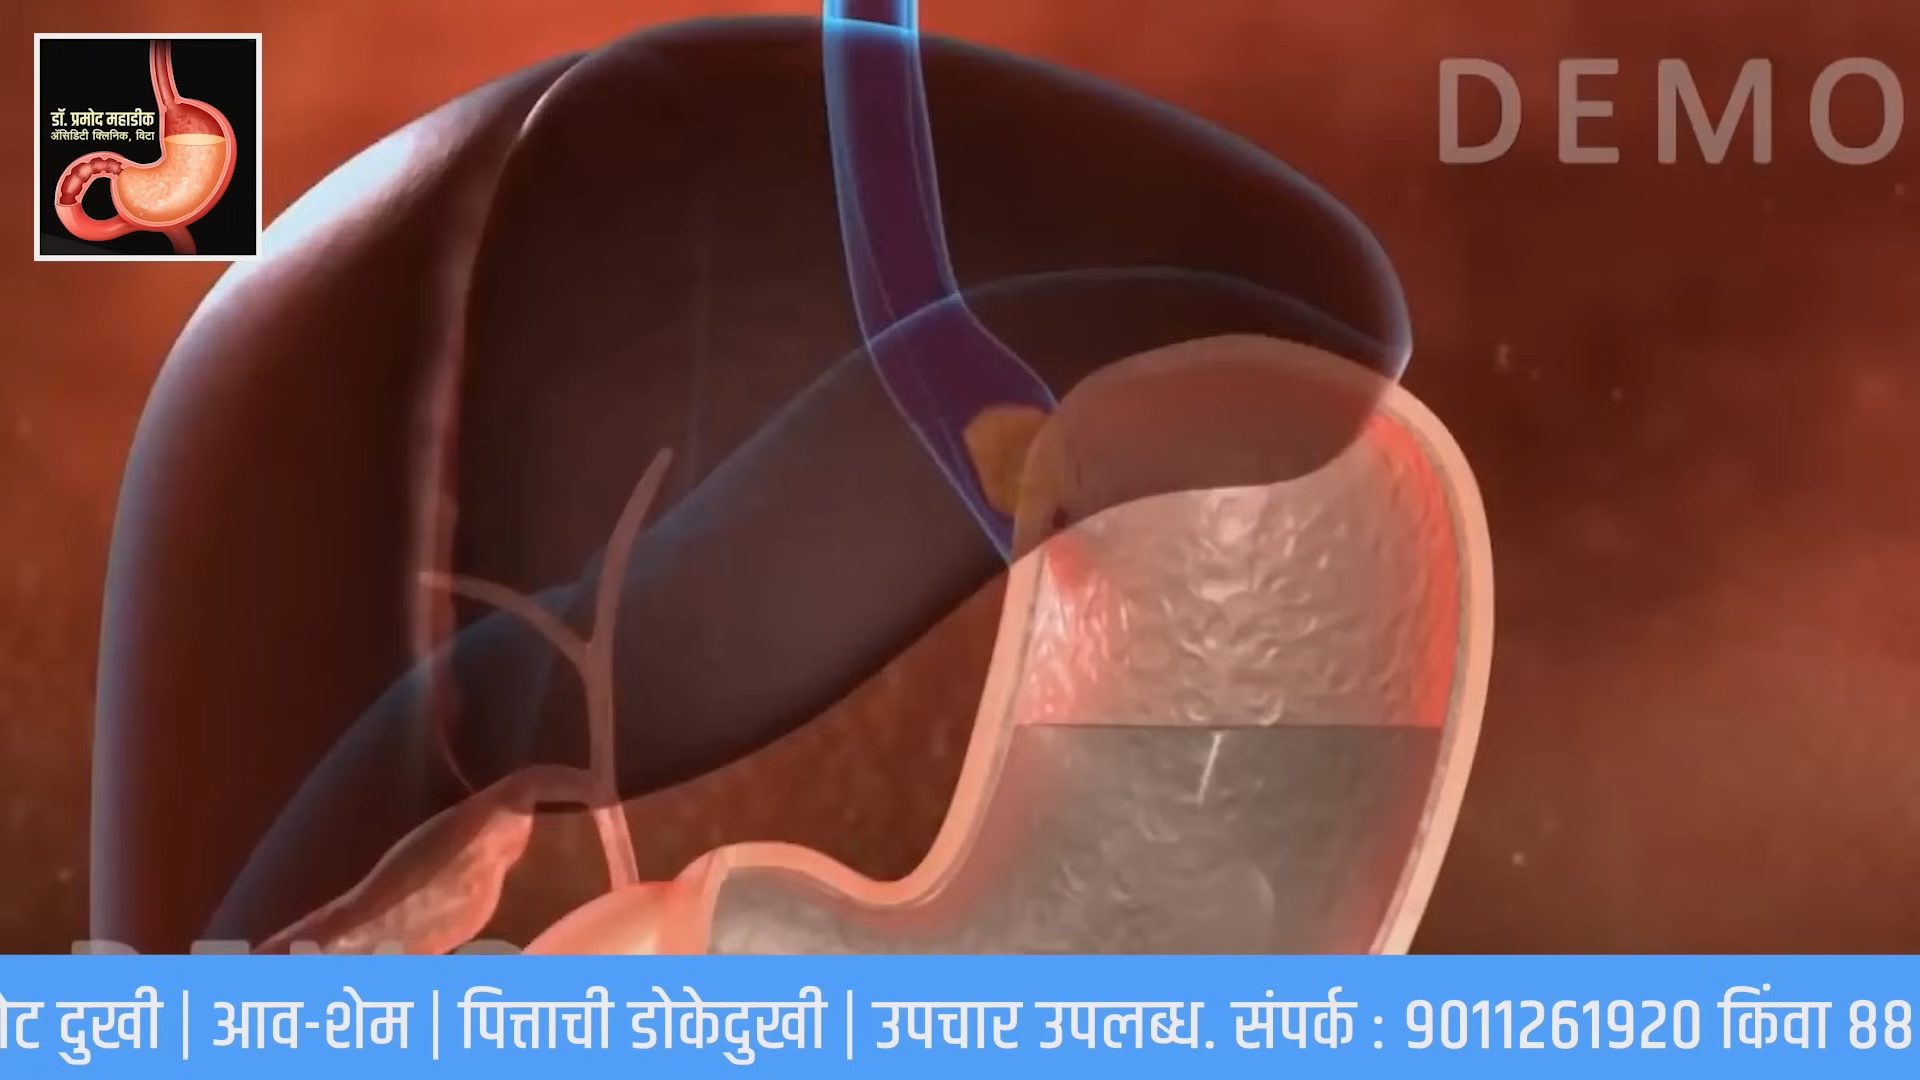 डॉ. प्रमोद महाडीक
ॲसिडिटी क्लिनिक, विटा
DEMO
दुखी | आव-शेम | पित्ताची डोकेदुखी | उपचार उपलब्ध. संपर्क : 9011261920 किंवा 88